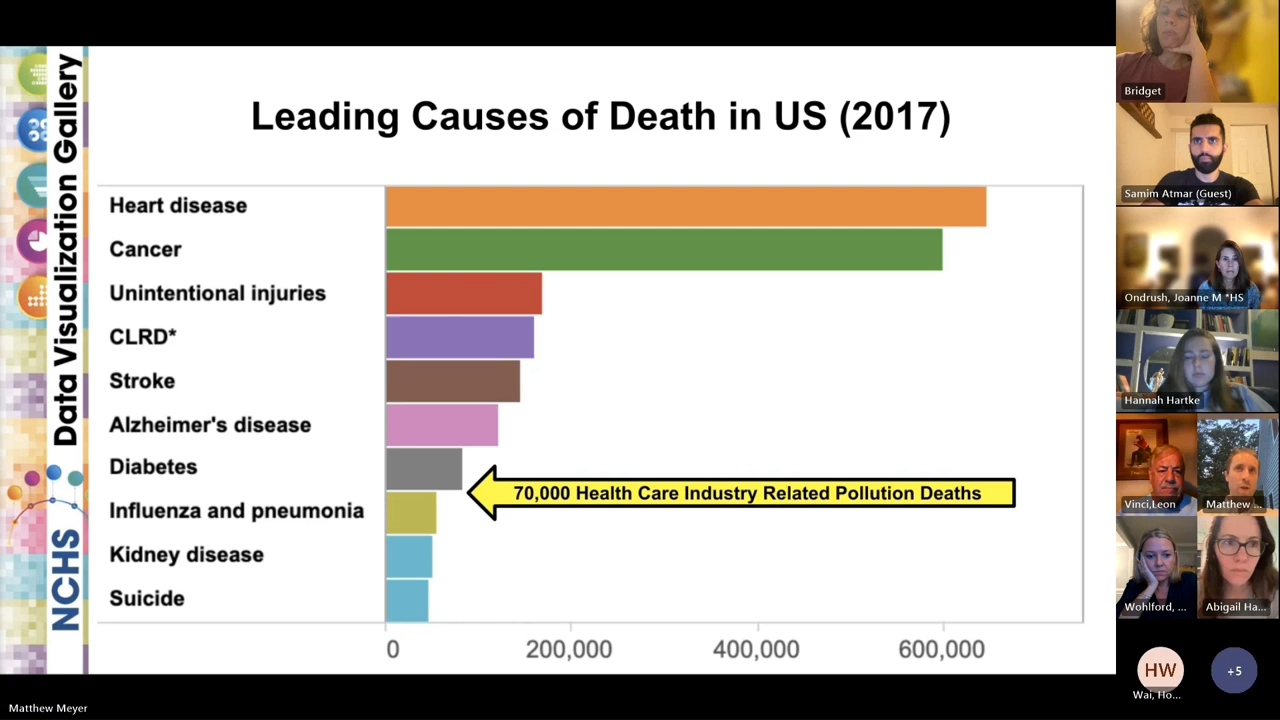 NCHS Data Visualization Gallery
Leading Causes of Death in US (2017)
Heart disease
Cancer
Unintentional injuries
CLRD*
Stroke
Alzheimer's disease
Diabetes
70,000 Health Care Industry Related Pollution Deaths
Influenza and pneumonia
Kidney disease
Suicide
0 200,000 400,000 600,000
Matthew Meyer
Bridget
Samim Atmar (Guest)
Ondrush, Joanne M *HS
Hannah Hartke
Vinci,Leon
Matthew ...
Wohlford, ...
Abigail Ha...
HW
Wai, Ho...
+5